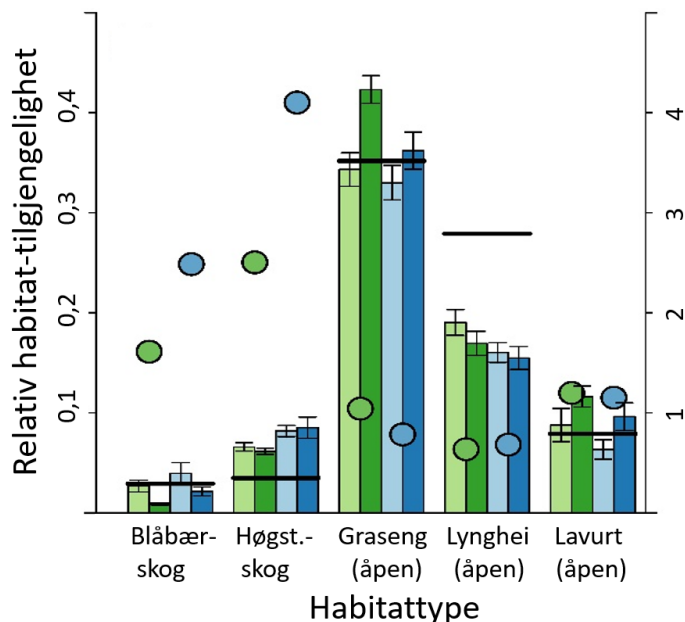 Relativ habitat-tilgjengelighet
0,4
0,3
0,2
0,1
4
3
2
1
Blåbær-
skog
Høgst.-
skog
Graseng
(åpen)
Lynghei
(åpen)
Lavurt
(åpen)
Habitattype